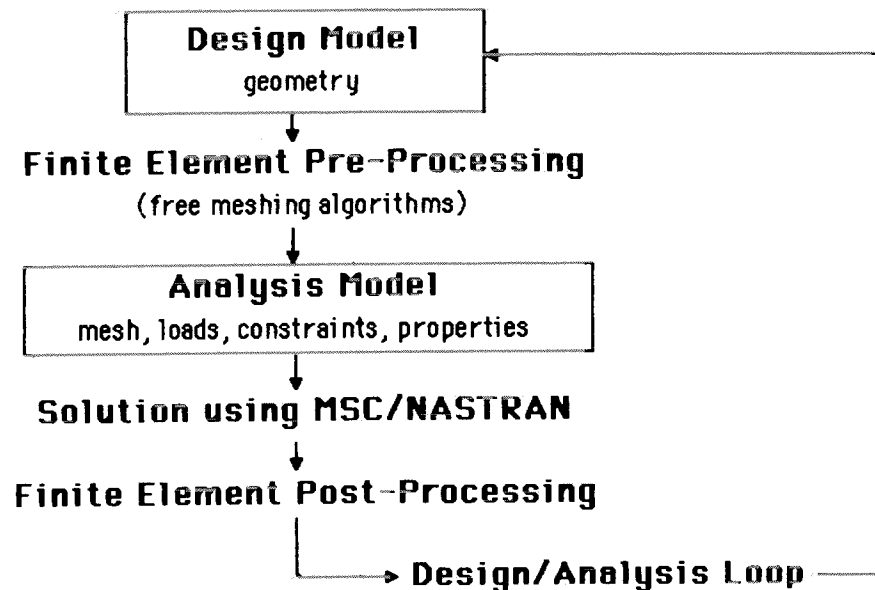 Design Model
geometry
Finite Element Pre-Processing
(free meshing algorithms)
Analysis Model
mesh, loads, constraints, properties
Solution using MSC/NASTRAN
Finite Element Post-Processing
Design/Analysis Loop